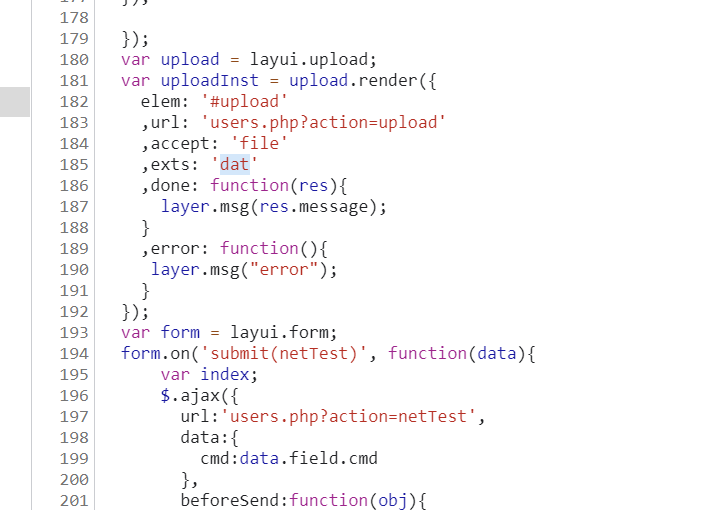 177 });
178
179 });
180 var upload = layui.upload;
181 var uploadInst = upload.render({
182 elem: '#upload'
183 ,url: 'users.php?action=upload'
184 ,accept: 'file'
185 ,exts: 'dat'
186 ,done: function(res){
187 layer.msg(res.message);
188 }
189 ,error: function(){
190 layer.msg("error");
191 }
192 });
193 var form = layui.form;
194 form.on('submit(netTest)', function(data){
195 var index;
196 $.ajax({
197 url:'users.php?action=netTest',
198 data:{
199 cmd:data.field.cmd
200 },
201 beforeSend:function(obj){